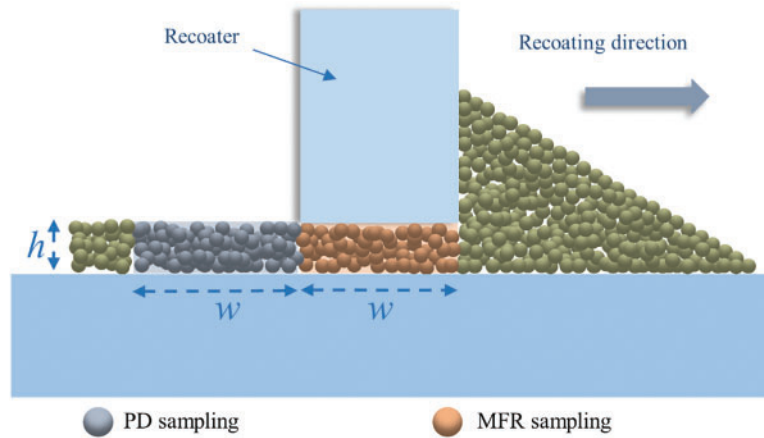 Recoater
Recoating direction
h
w
w
PD sampling
MFR sampling